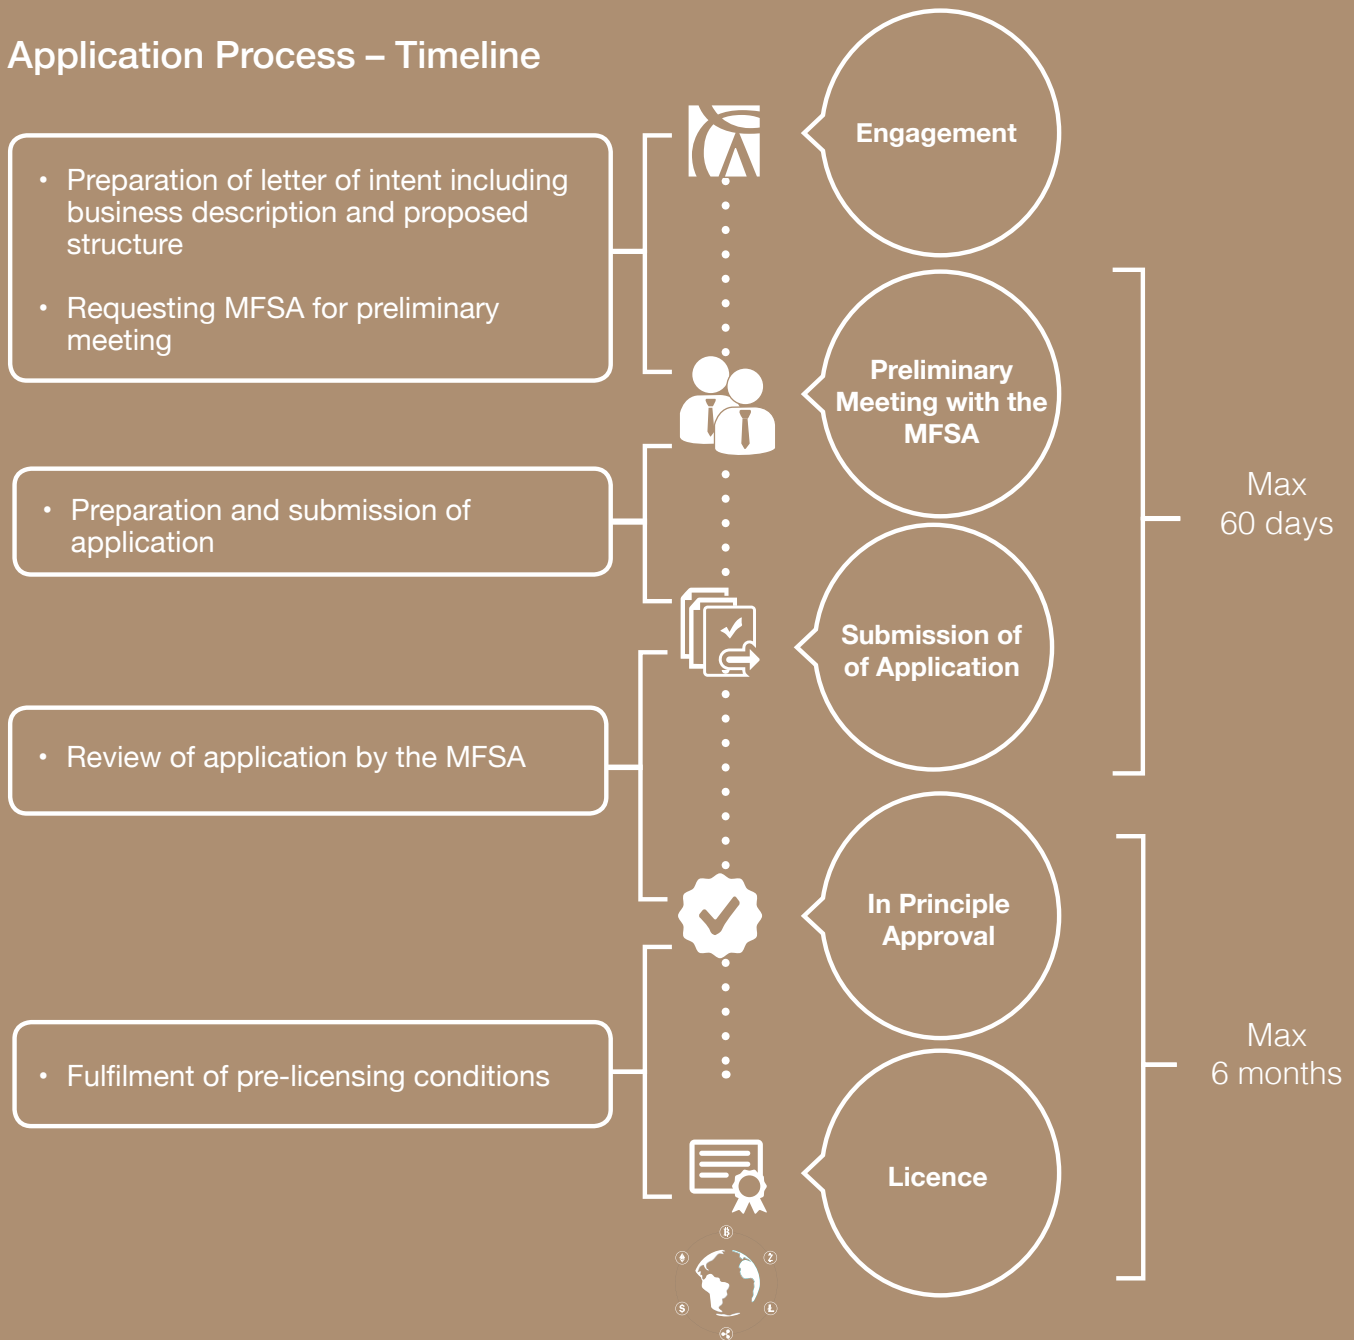 Application Process – Timeline
Engagement
• Preparation of letter of intent including
business description and proposed
structure
• Requesting MFSA for preliminary
meeting
Preliminary
Meeting with the
MFSA
• Preparation and submission of
application
Max
60 days
Submission of
of Application
• Review of application by the MFSA
In Principle
Approval
• Fulfilment of pre-licensing conditions
Max
6 months
Licence